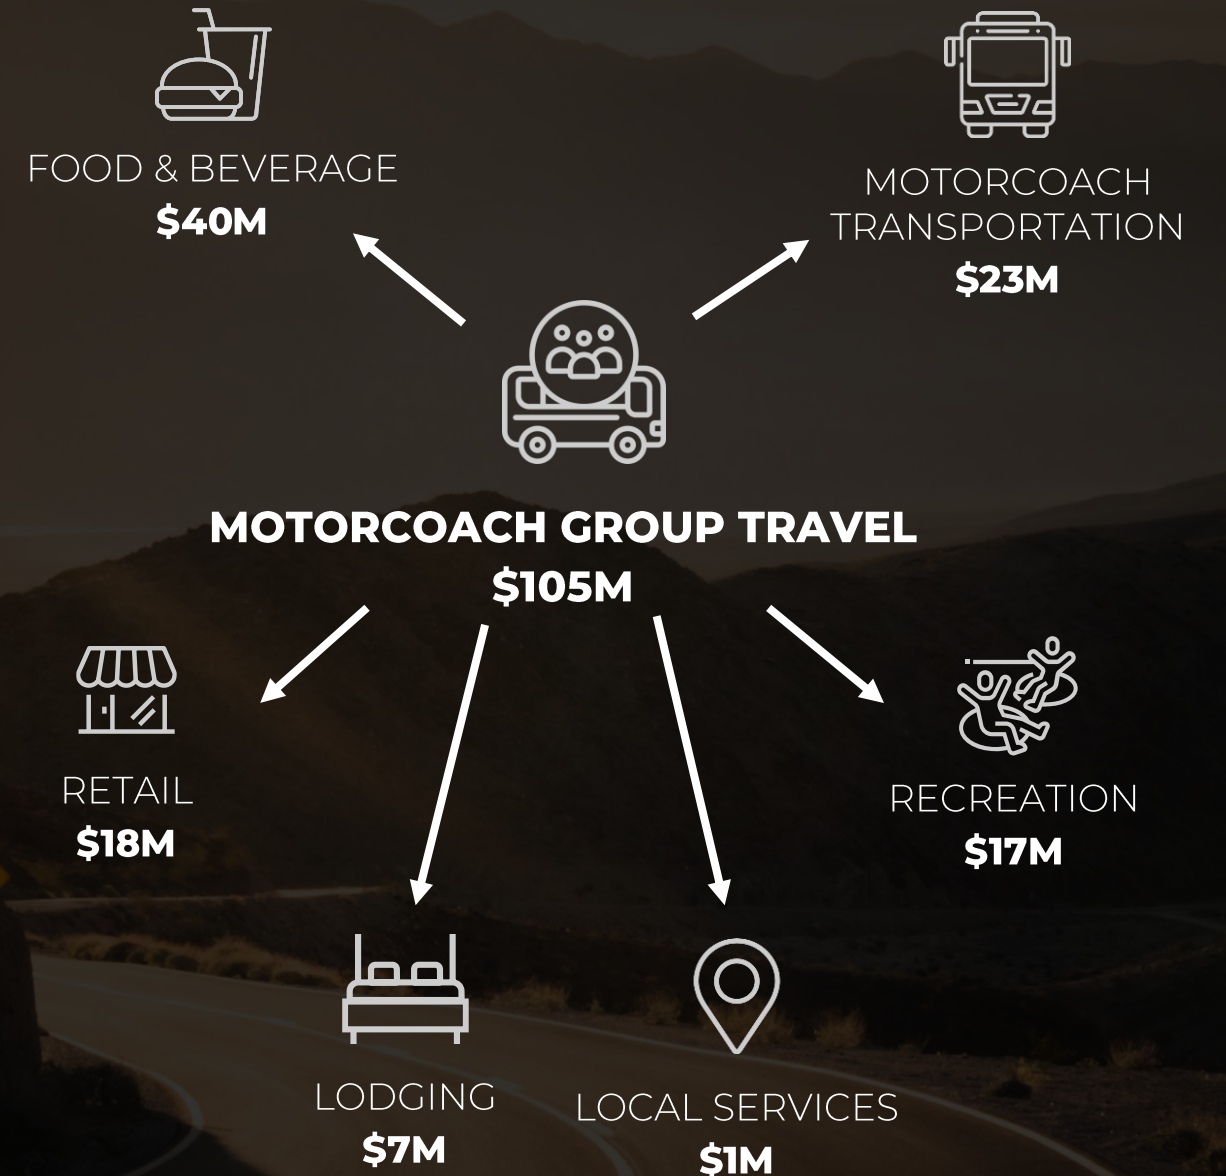 FOOD & BEVERAGE
$40M
MOTORCOACH
TRANSPORTATION
$23M
MOTORCOACH GROUP TRAVEL
$105M
RETAIL
$18M
RECREATION
$17M
LODGING
$7M
LOCAL SERVICES
$1M